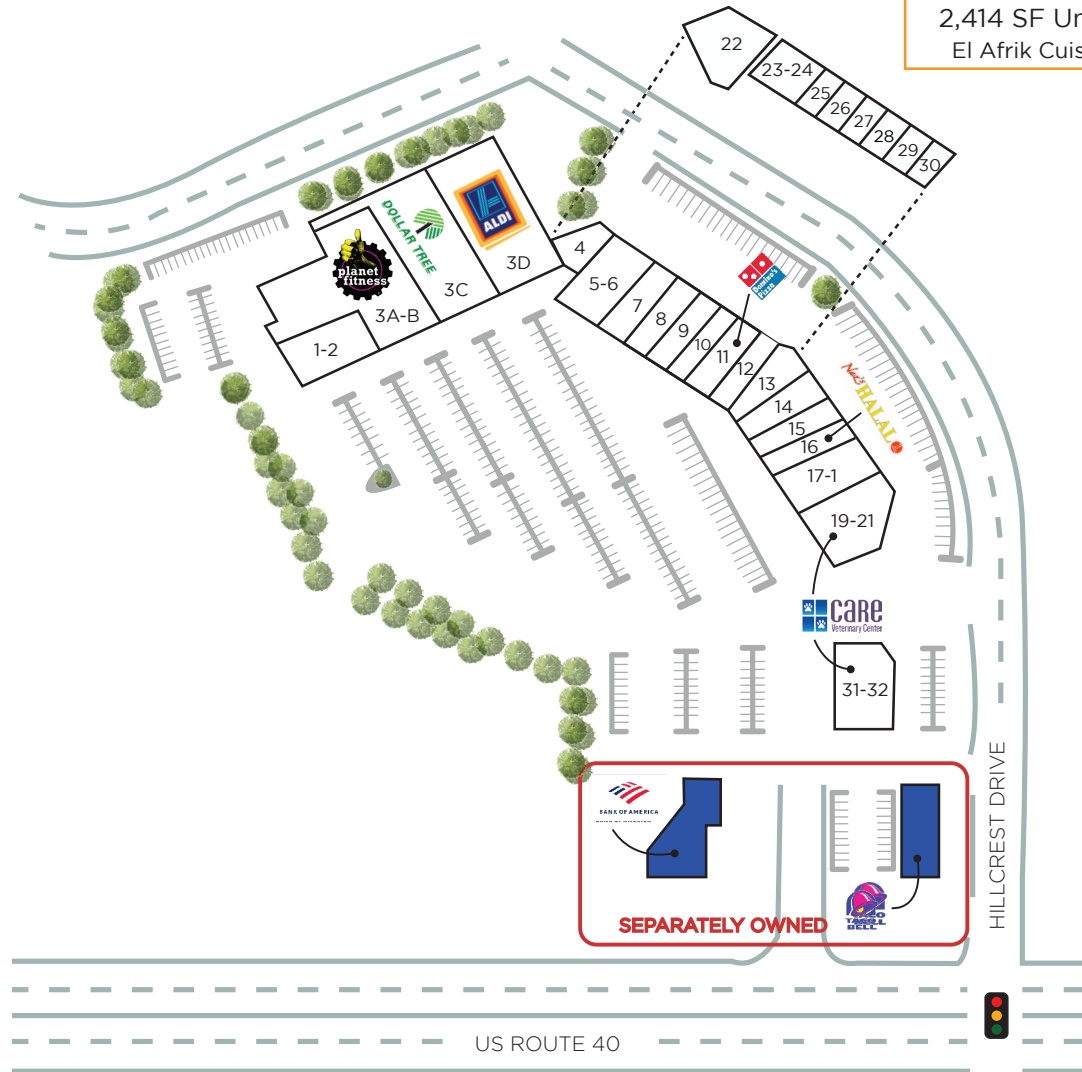 2,414 SF Un
El Afrik Cuis
22
23-24
25
26
27
28
29
30
ALDI
DOLLAR TREE
planet
fitness
3D
3C
3A-B
1-2
4
5-6
7
8
9
10
11
12
13
14
15
16
17-1
19-21
Domino's
Pizza
Naz's
HALAL
CARE
Veterinary Center
31-32
BANK OF AMERICA
TACO
BELL
SEPARATELY OWNED
HILLCREST DRIVE
US ROUTE 40